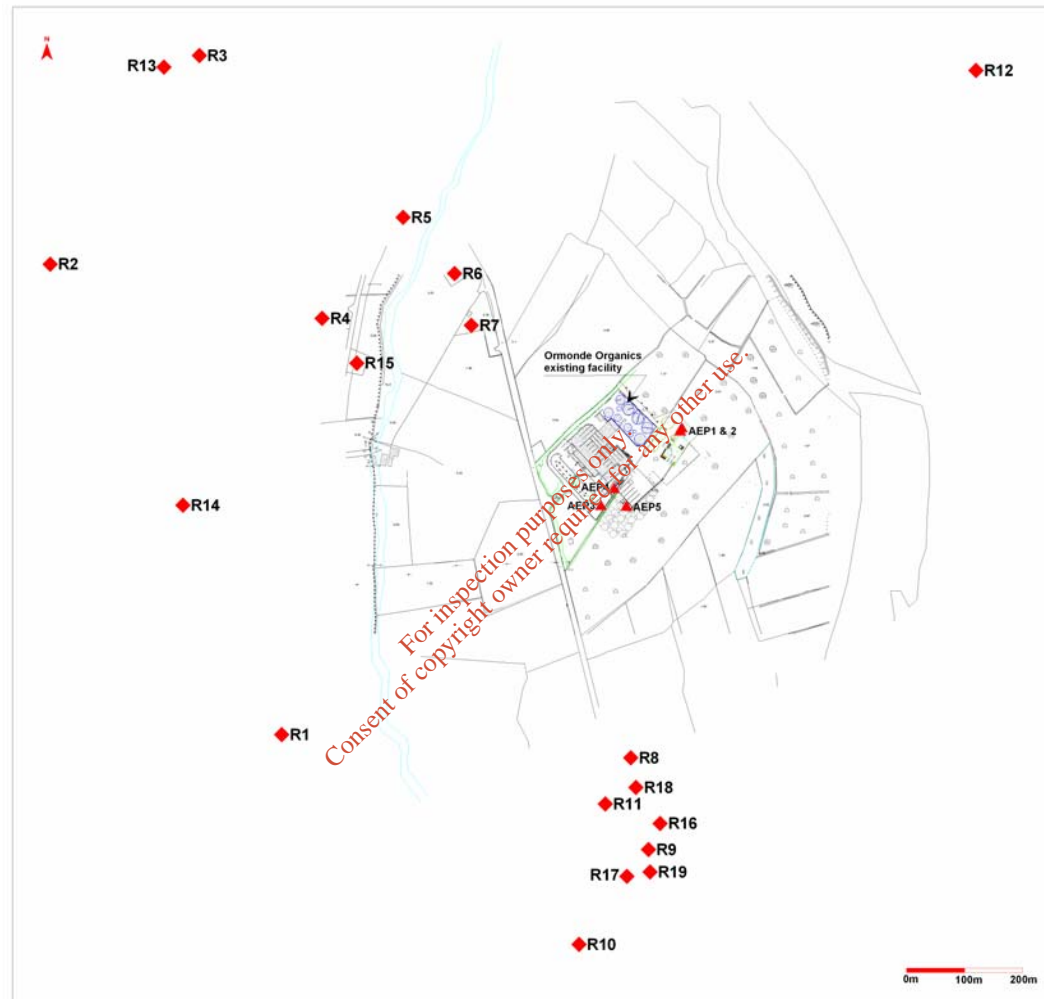 N
R13
R3
R12
R5
R2
R6
R4
R7
R15
Ormonde Organics
existing facility
AEP1 & 2
AEP4
R14
AEP3
AEP5
For inspection purposes only.
Consent of copyright owner required for any other use.
R1
R8
R18
R11
R16
R9
R17
R19
R10
0m 100m 200m